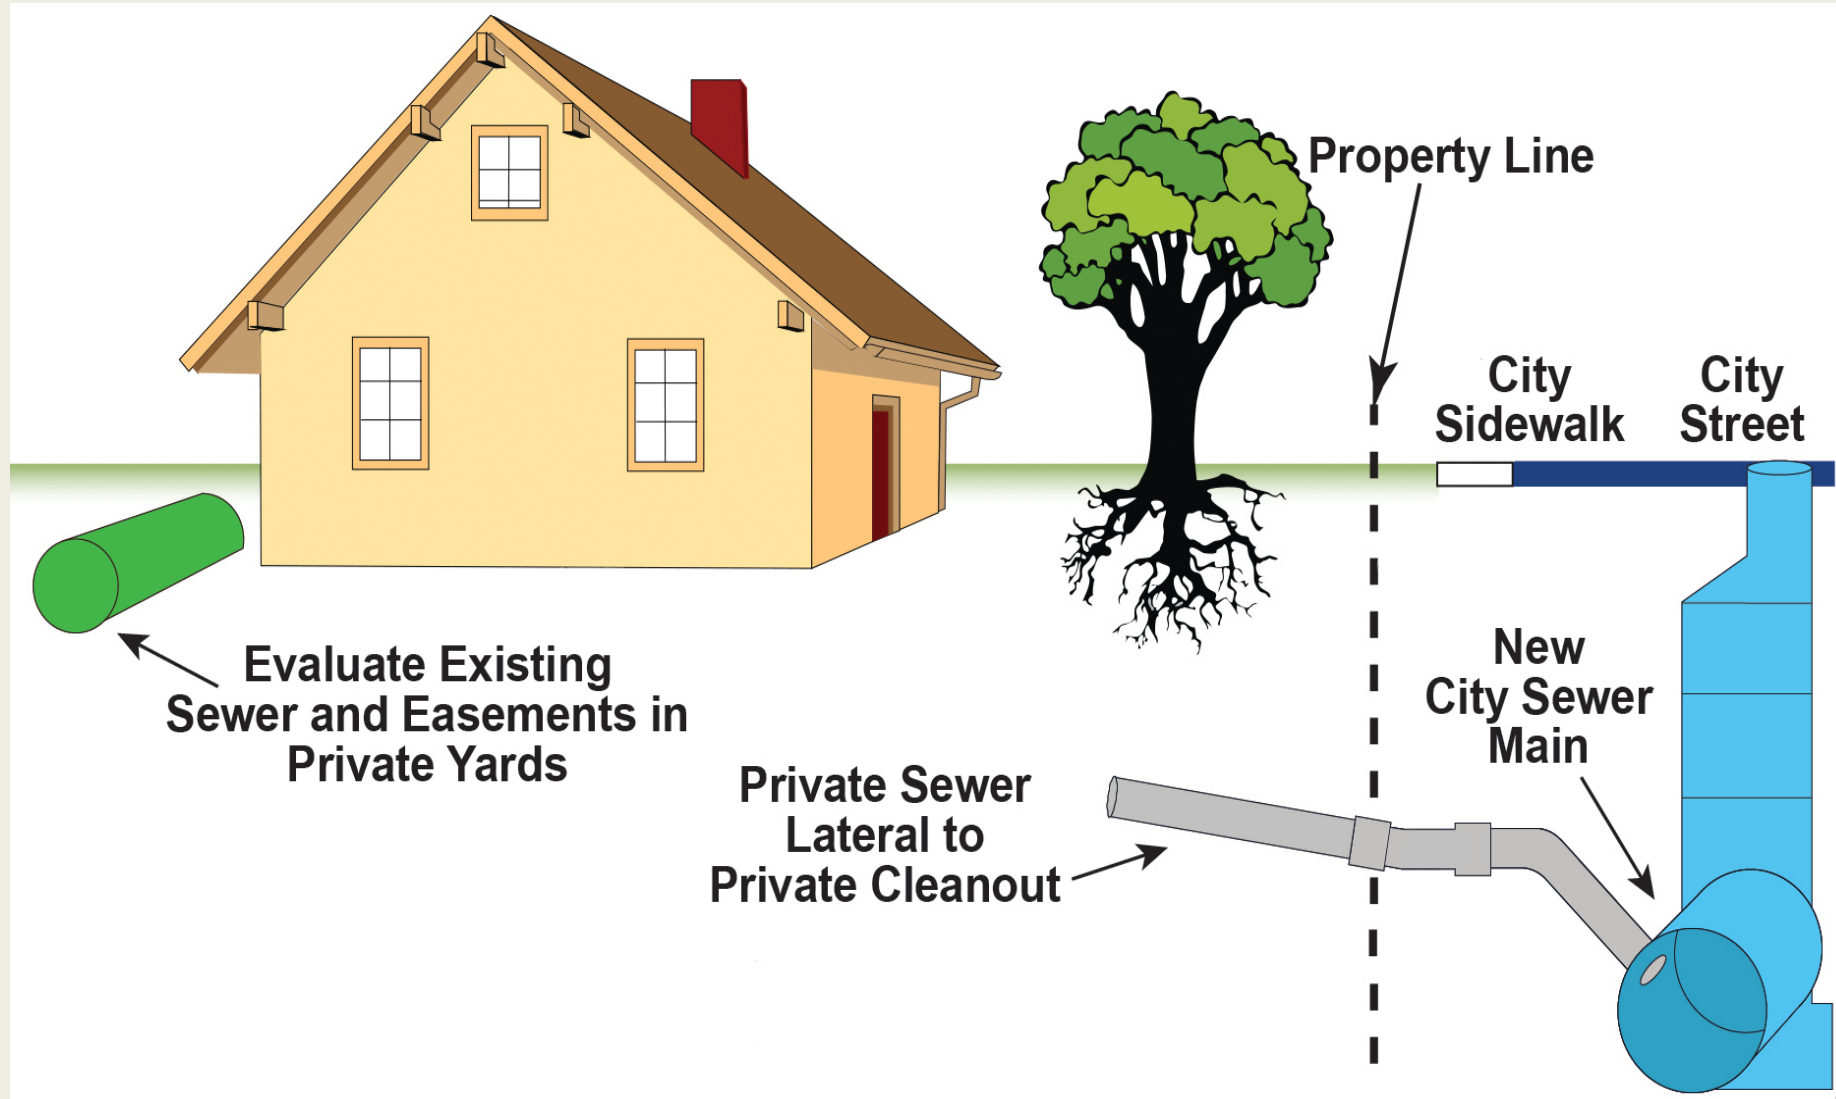 Property Line
City
Sidewalk
City
Street
Evaluate Existing
Sewer and Easements in
Private Yards
New
City Sewer
Main
Private Sewer
Lateral to
Private Cleanout